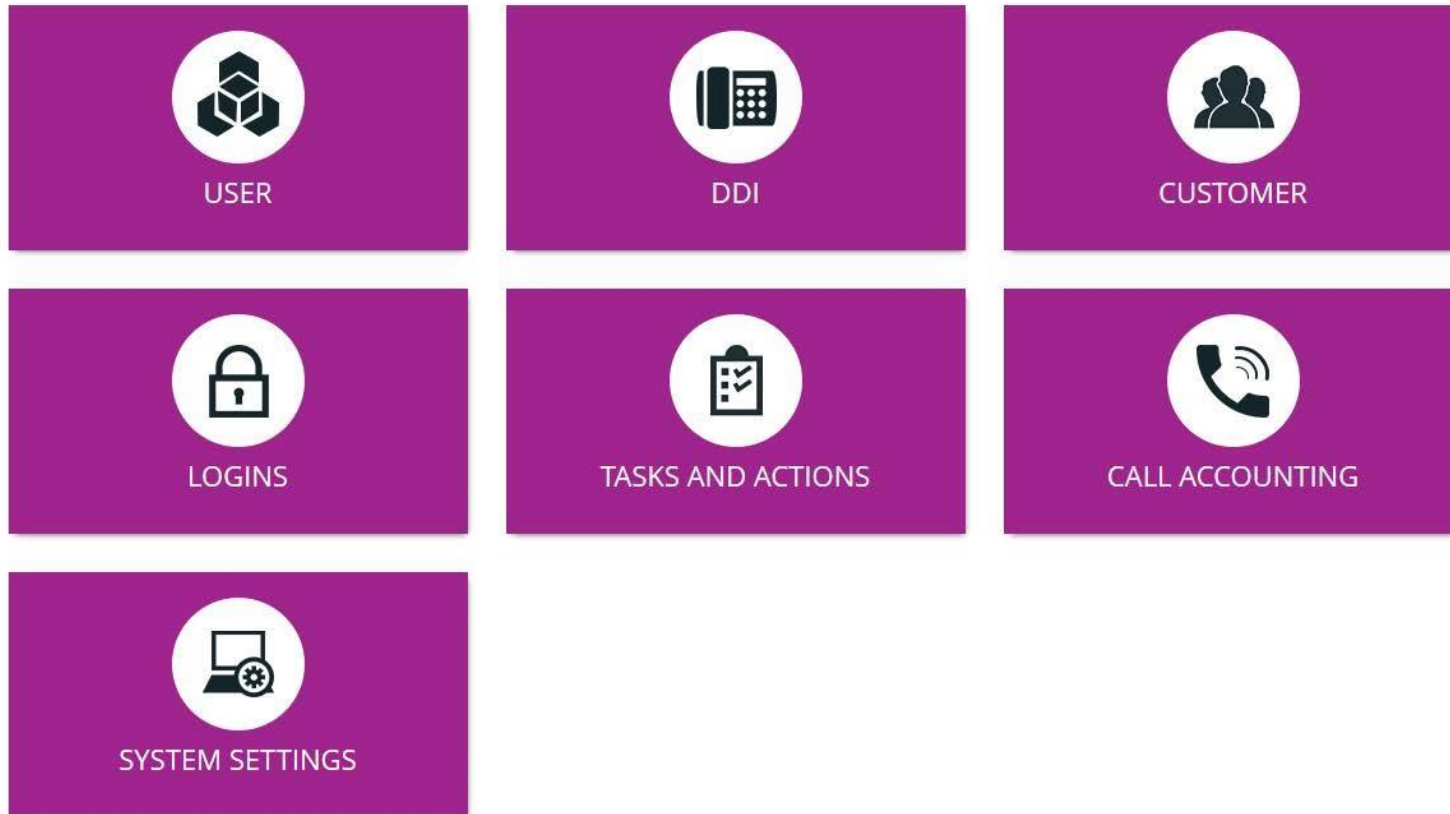 USER
DDI
CUSTOMER
LOGINS
TASKS AND ACTIONS
CALL ACCOUNTING
SYSTEM SETTINGS